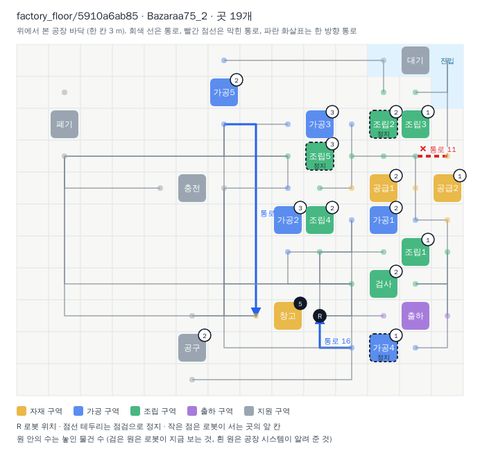 factory_floor/5910a6ab85 · Bazaraa75_2 · 곳 19개
위에서 본 공장 바닥 (한 칸 3 m). 회색 선은 통로, 빨간 점선은 막힌 통로, 파란 화살표는 한 방향 통로
대기
진입
가공5 2
폐기
가공3 3
조립2 2
정지
조립3 1
조립5 3
정지
✕ 통로 11
충전
공급1 2
공급2 1
통로
가공2 3
조립4 2
가공1 2
조립1 1
검사 2
창고 5
R
출하
공구 2
통로 16
가공4 1
정지
자재 구역
가공 구역
조립 구역
출하 구역
지원 구역
R 로봇 위치 · 점선 테두리는 점검으로 정지 · 작은 점은 로봇이 서는 곳의 앞 칸
원 안의 수는 놓인 물건 수 (검은 원은 로봇이 지금 보는 것, 흰 원은 공장 시스템이 알려 준 것)